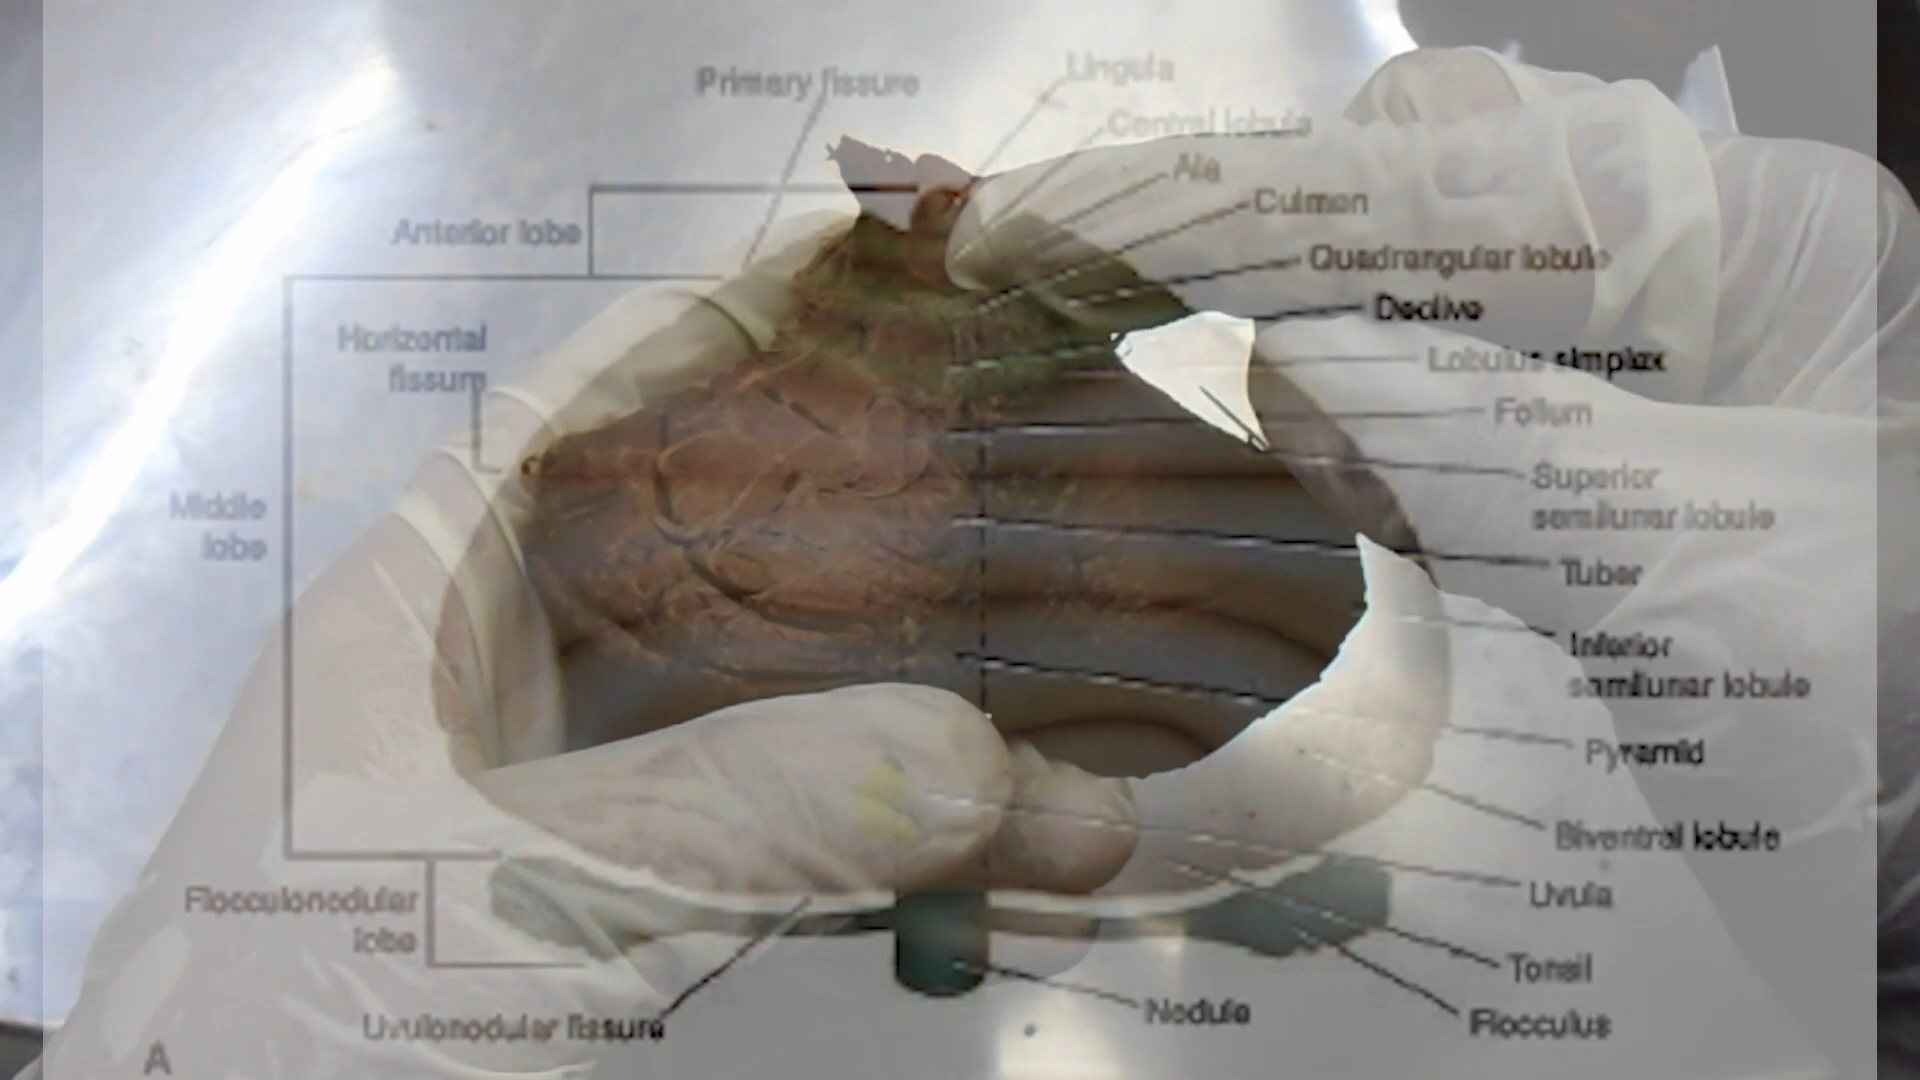 Primary fissure
Lingula
Central lobule
Ala
Culmen
Anterior lobe
Quadrangular lobule
Declive
Horizontal
fissure
Lobulus simplex
Folium
Superior
semilunar lobule
Middle
lobe
Tuber
Inferior
semilunar lobule
Pyramid
Biventral lobule
Flocculonodular
lobe
Uvula
Tonsil
Nodule
Flocculus
Uvulonodular fissure
A